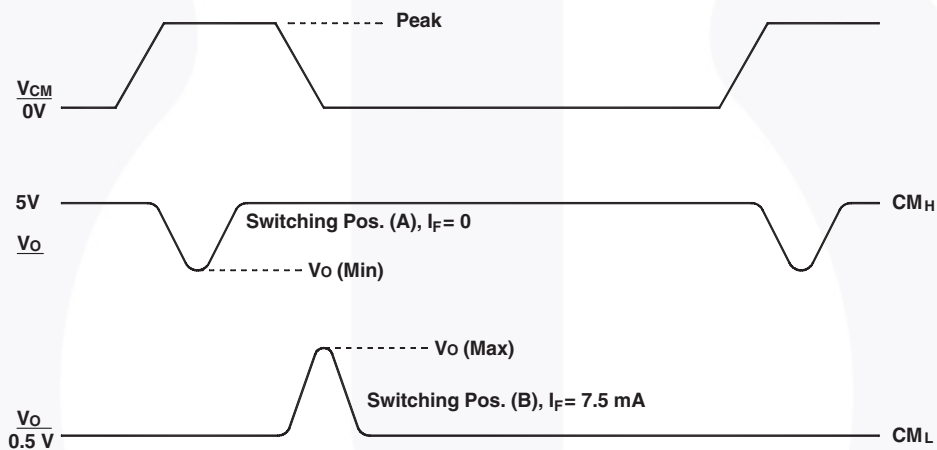 Peak
VCM
0V
5V
CMH
Switching Pos. (A), IF= 0
VO
VO (Min)
VO (Max)
Switching Pos. (B), IF= 7.5 mA
VO
0.5 V
CML